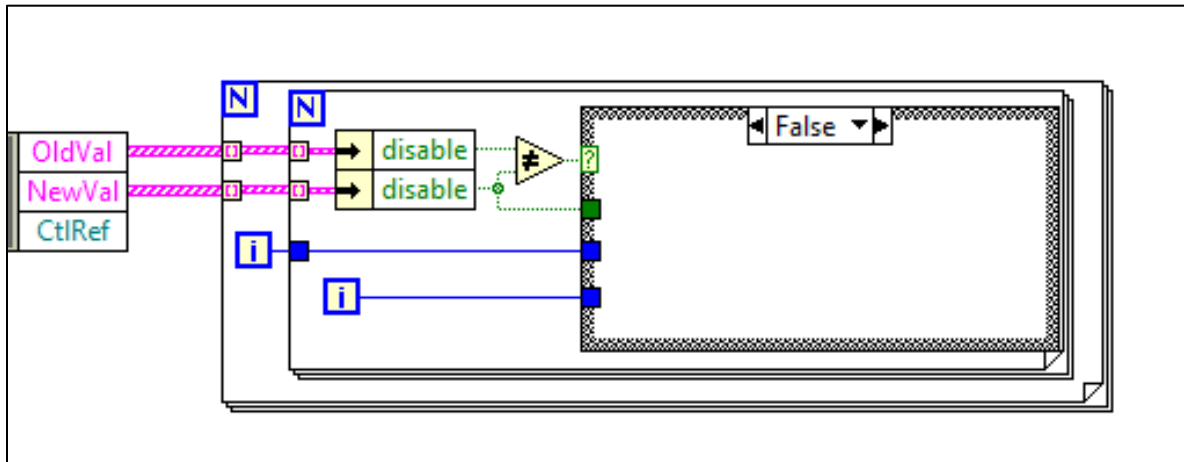 N
N
False
OldVal
disable
≠
?
NewVal
disable
CtlRef
i
i